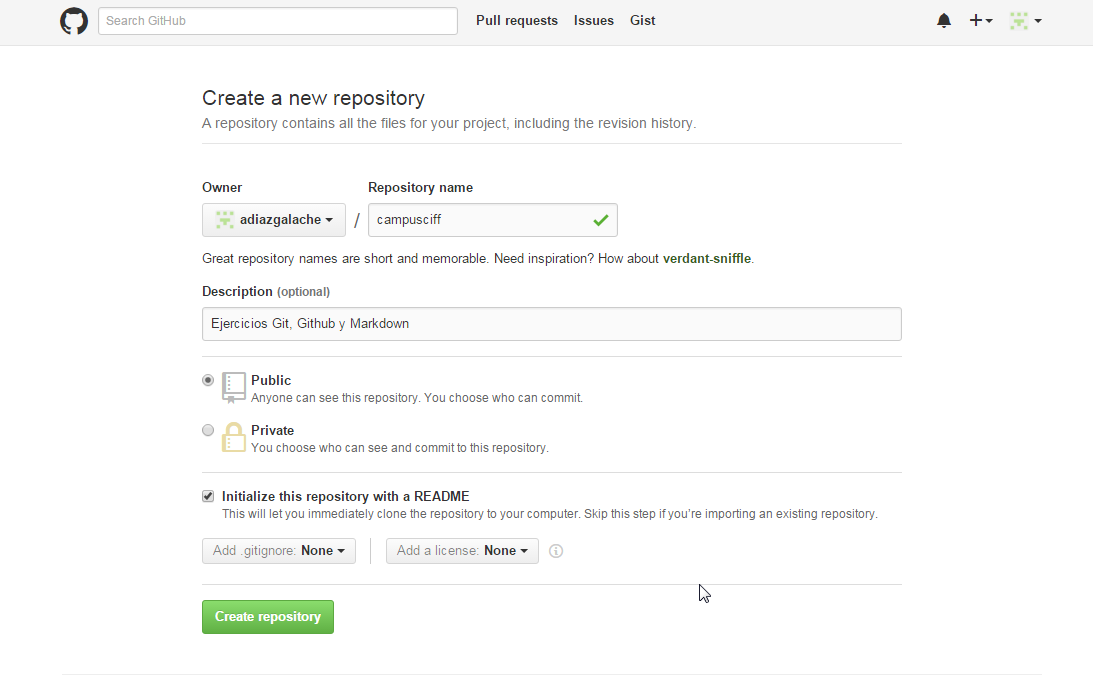 Search GitHub Pull requests Issues Gist
Create a new repository
A repository contains all the files for your project, including the revision history.
Owner Repository name
adiazgalache / campusciff
Great repository names are short and memorable. Need inspiration? How about verdant-sniffle.
Description (optional)
Ejercicios Git, Github y Markdown
Public
Anyone can see this repository. You choose who can commit.
Private
You choose who can see and commit to this repository.
Initialize this repository with a README
This will let you immediately clone the repository to your computer. Skip this step if you’re importing an existing repository.
Add .gitignore: None Add a license: None
Create repository